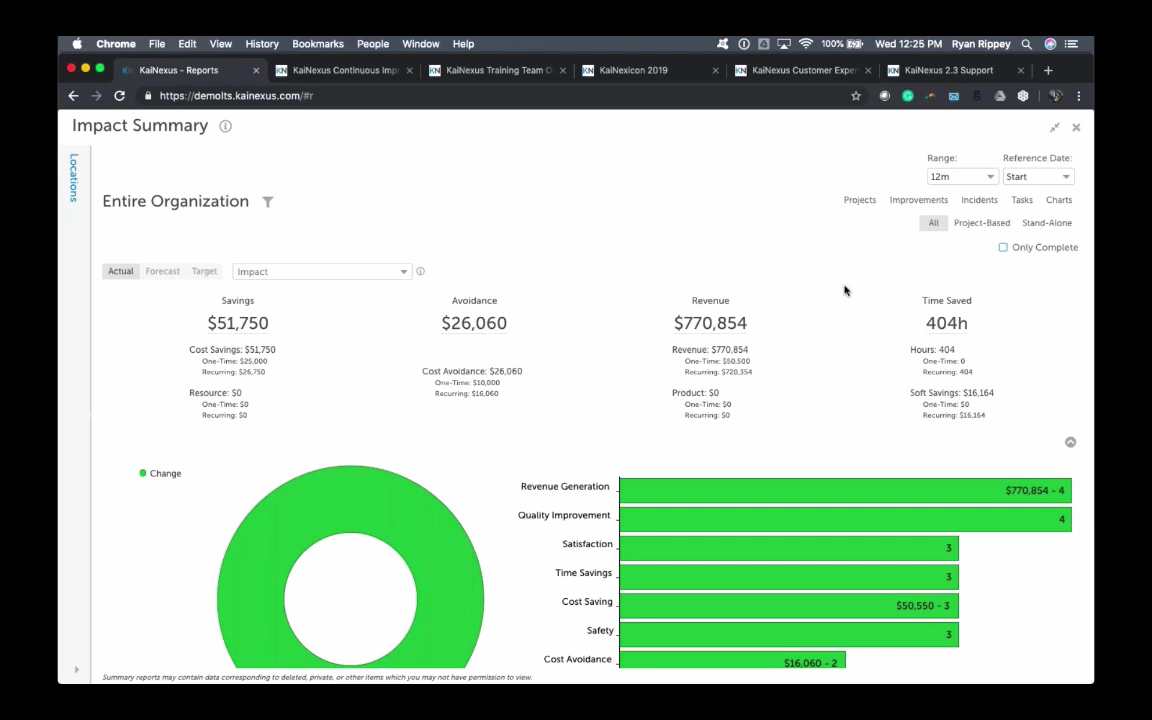 Chrome File Edit View History Bookmarks People Window Help 100% Wed 12:25 PM Ryan Rippey
KaiNexus - Reports KaiNexus Continuous Imp KaiNexus Training Team KaiNexicon 2019 KaiNexus Customer Exper KaiNexus 2.3 Support
https://demolts.kainexus.com/#r
Impact Summary
Locations
Range: Reference Date:
12m Start
Entire Organization
Projects Improvements Incidents Tasks Charts
All Project-Based Stand-Alone
Only Complete
Actual Forecast Target Impact
Savings Avoidance Revenue Time Saved
$51,750 $26,060 $770,854 404h
Cost Savings: $51,750
One-Time: $25,000
Recurring: $26,750
Resource: $0
One-Time: $0
Recurring: $0
Cost Avoidance: $26,060
One-Time: $10,000
Recurring: $16,060
Revenue: $770,854
One-Time: $50,500
Recurring: $720,354
Product: $0
One-Time: $0
Recurring: $0
Hours: 404
One-Time: 0
Recurring: 404
Soft Savings: $16,164
One-Time: $0
Recurring: $16,164
Change
Revenue Generation $770,854 - 4
Quality Improvement 4
Satisfaction 3
Time Savings 3
Cost Saving $50,550 - 3
Safety 3
Cost Avoidance $16,060 - 2
Summary reports may contain data corresponding to deleted, private, or other items which you may not have permission to view.